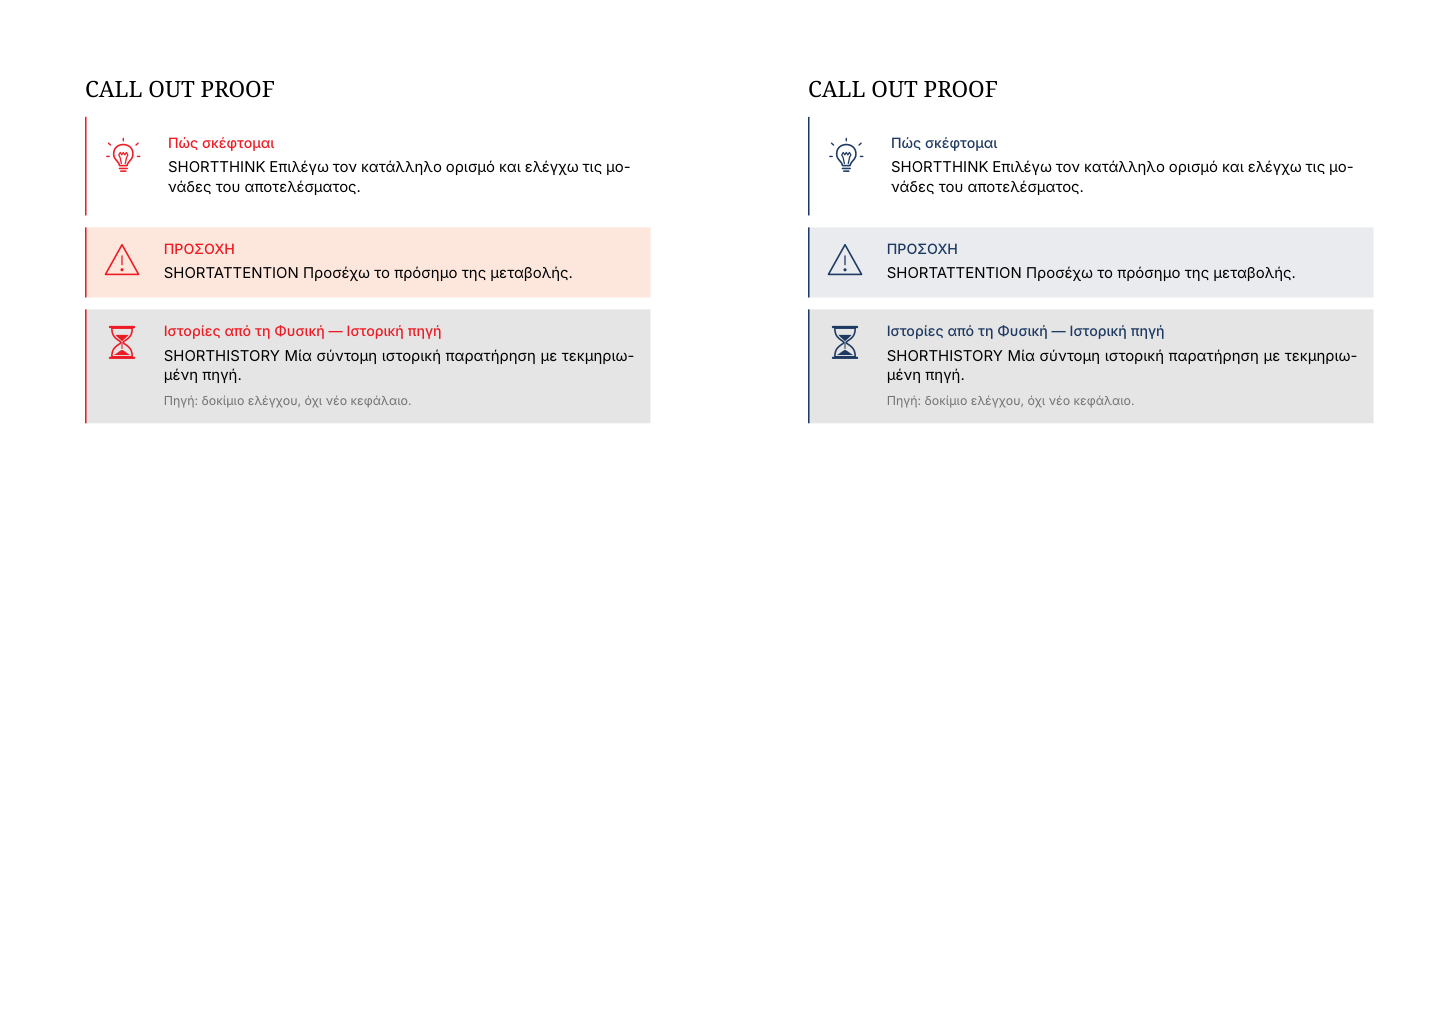 CALL OUT PROOF
Πώς σκέφτομαι
SHORTTHINK Επιλέγω τον κατάλληλο ορισμό και ελέγχω τις μο-
νάδες του αποτελέσματος.
ΠΡΟΣΟΧΗ
SHORTATTENTION Προσέχω το πρόσημο της μεταβολής.
Ιστορίες από τη Φυσική — Ιστορική πηγή
SHORTHISTORY Μία σύντομη ιστορική παρατήρηση με τεκμηριω-
μένη πηγή.
Πηγή: δοκίμιο ελέγχου, όχι νέο κεφάλαιο.
CALL OUT PROOF
Πώς σκέφτομαι
SHORTTHINK Επιλέγω τον κατάλληλο ορισμό και ελέγχω τις μο-
νάδες του αποτελέσματος.
ΠΡΟΣΟΧΗ
SHORTATTENTION Προσέχω το πρόσημο της μεταβολής.
Ιστορίες από τη Φυσική — Ιστορική πηγή
SHORTHISTORY Μία σύντομη ιστορική παρατήρηση με τεκμηριω-
μένη πηγή.
Πηγή: δοκίμιο ελέγχου, όχι νέο κεφάλαιο.